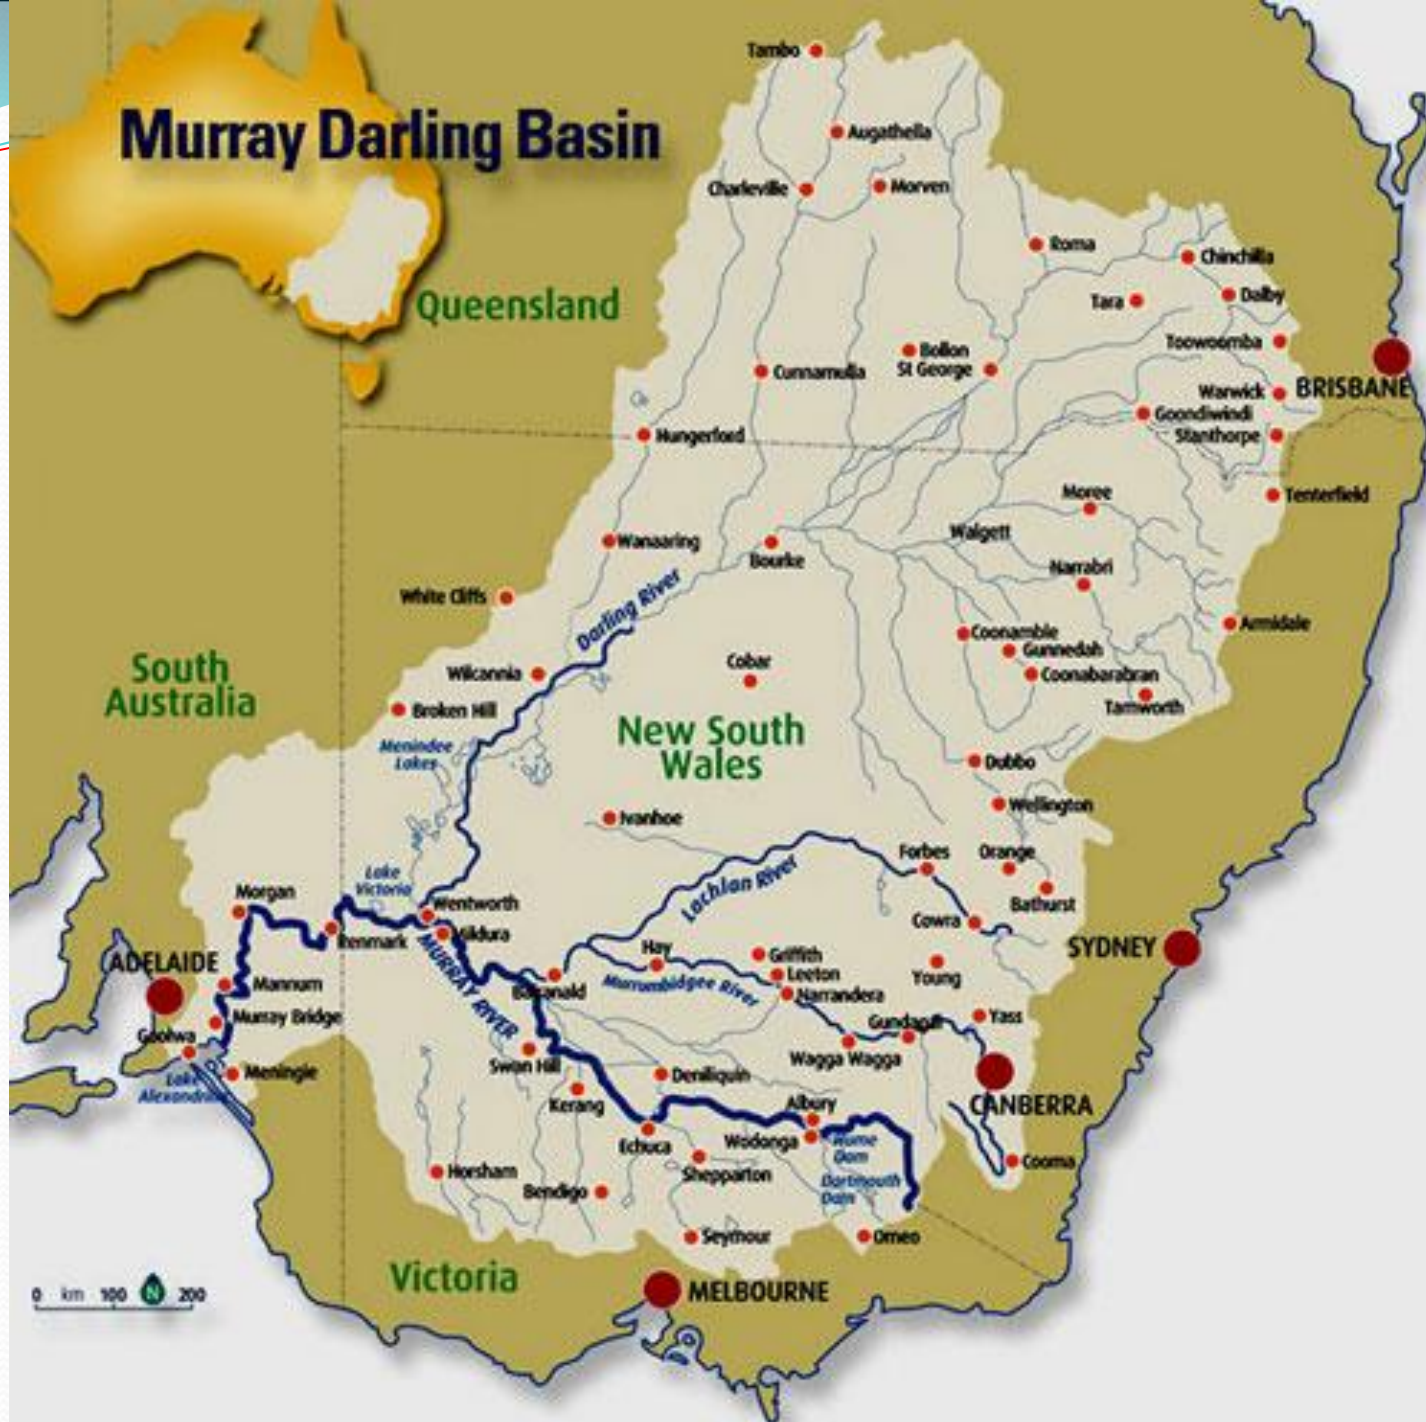 Murray Darling Basin
Tambo
Augathella
Charleville
Morven
Roma
Chinchilla
Queensland
Tara
Dalby
Toowoomba
Bollon
St George
Cunnamulla
Warwick
BRISBANE
Goondiwindi
Stanthorpe
Hungerford
Moree
Tenterfield
Wanaaring
Walgett
Bourke
Narrabri
White Cliffs
Darling River
Armidale
Coonamble
Gunnedah
South
Australia
Wilcannia
Cobar
Coonabarabran
Tamworth
Broken Hill
New South
Wales
Menindee
Lakes
Dubbo
Wellington
Ivanhoe
Forbes
Orange
Lake
Victoria
Lachlan River
Morgan
Wentworth
Bathurst
Cowra
Renmark
Mildura
MURRAY RIVER
Hay
Griffith
SYDNEY
ADELAIDE
Leeton
Young
Mannum
Balranald
Murrumbidgee River
Narrandera
Murray Bridge
Gundagai
Yass
Goolwa
Wagga Wagga
Swan Hill
Meningie
Lake
Alexandrina
Deniliquin
Kerang
Albury
CANBERRA
Echuca
Wodonga
Hume
Dam
Cooma
Horsham
Shepparton
Dartmouth
Dam
Bendigo
Seymour
Omeo
Victoria
MELBOURNE
0 km 100 N 200